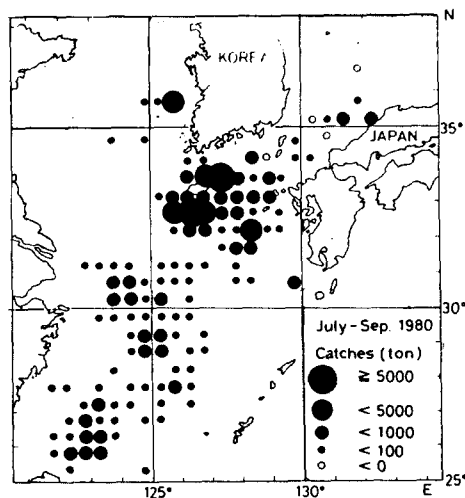 N
KOREA
35°
JAPAN
30°
July-Sep. 1980
Catches (ton)
≧ 5000
< 5000
< 1000
< 100
< 0
125°
130°
E
25°